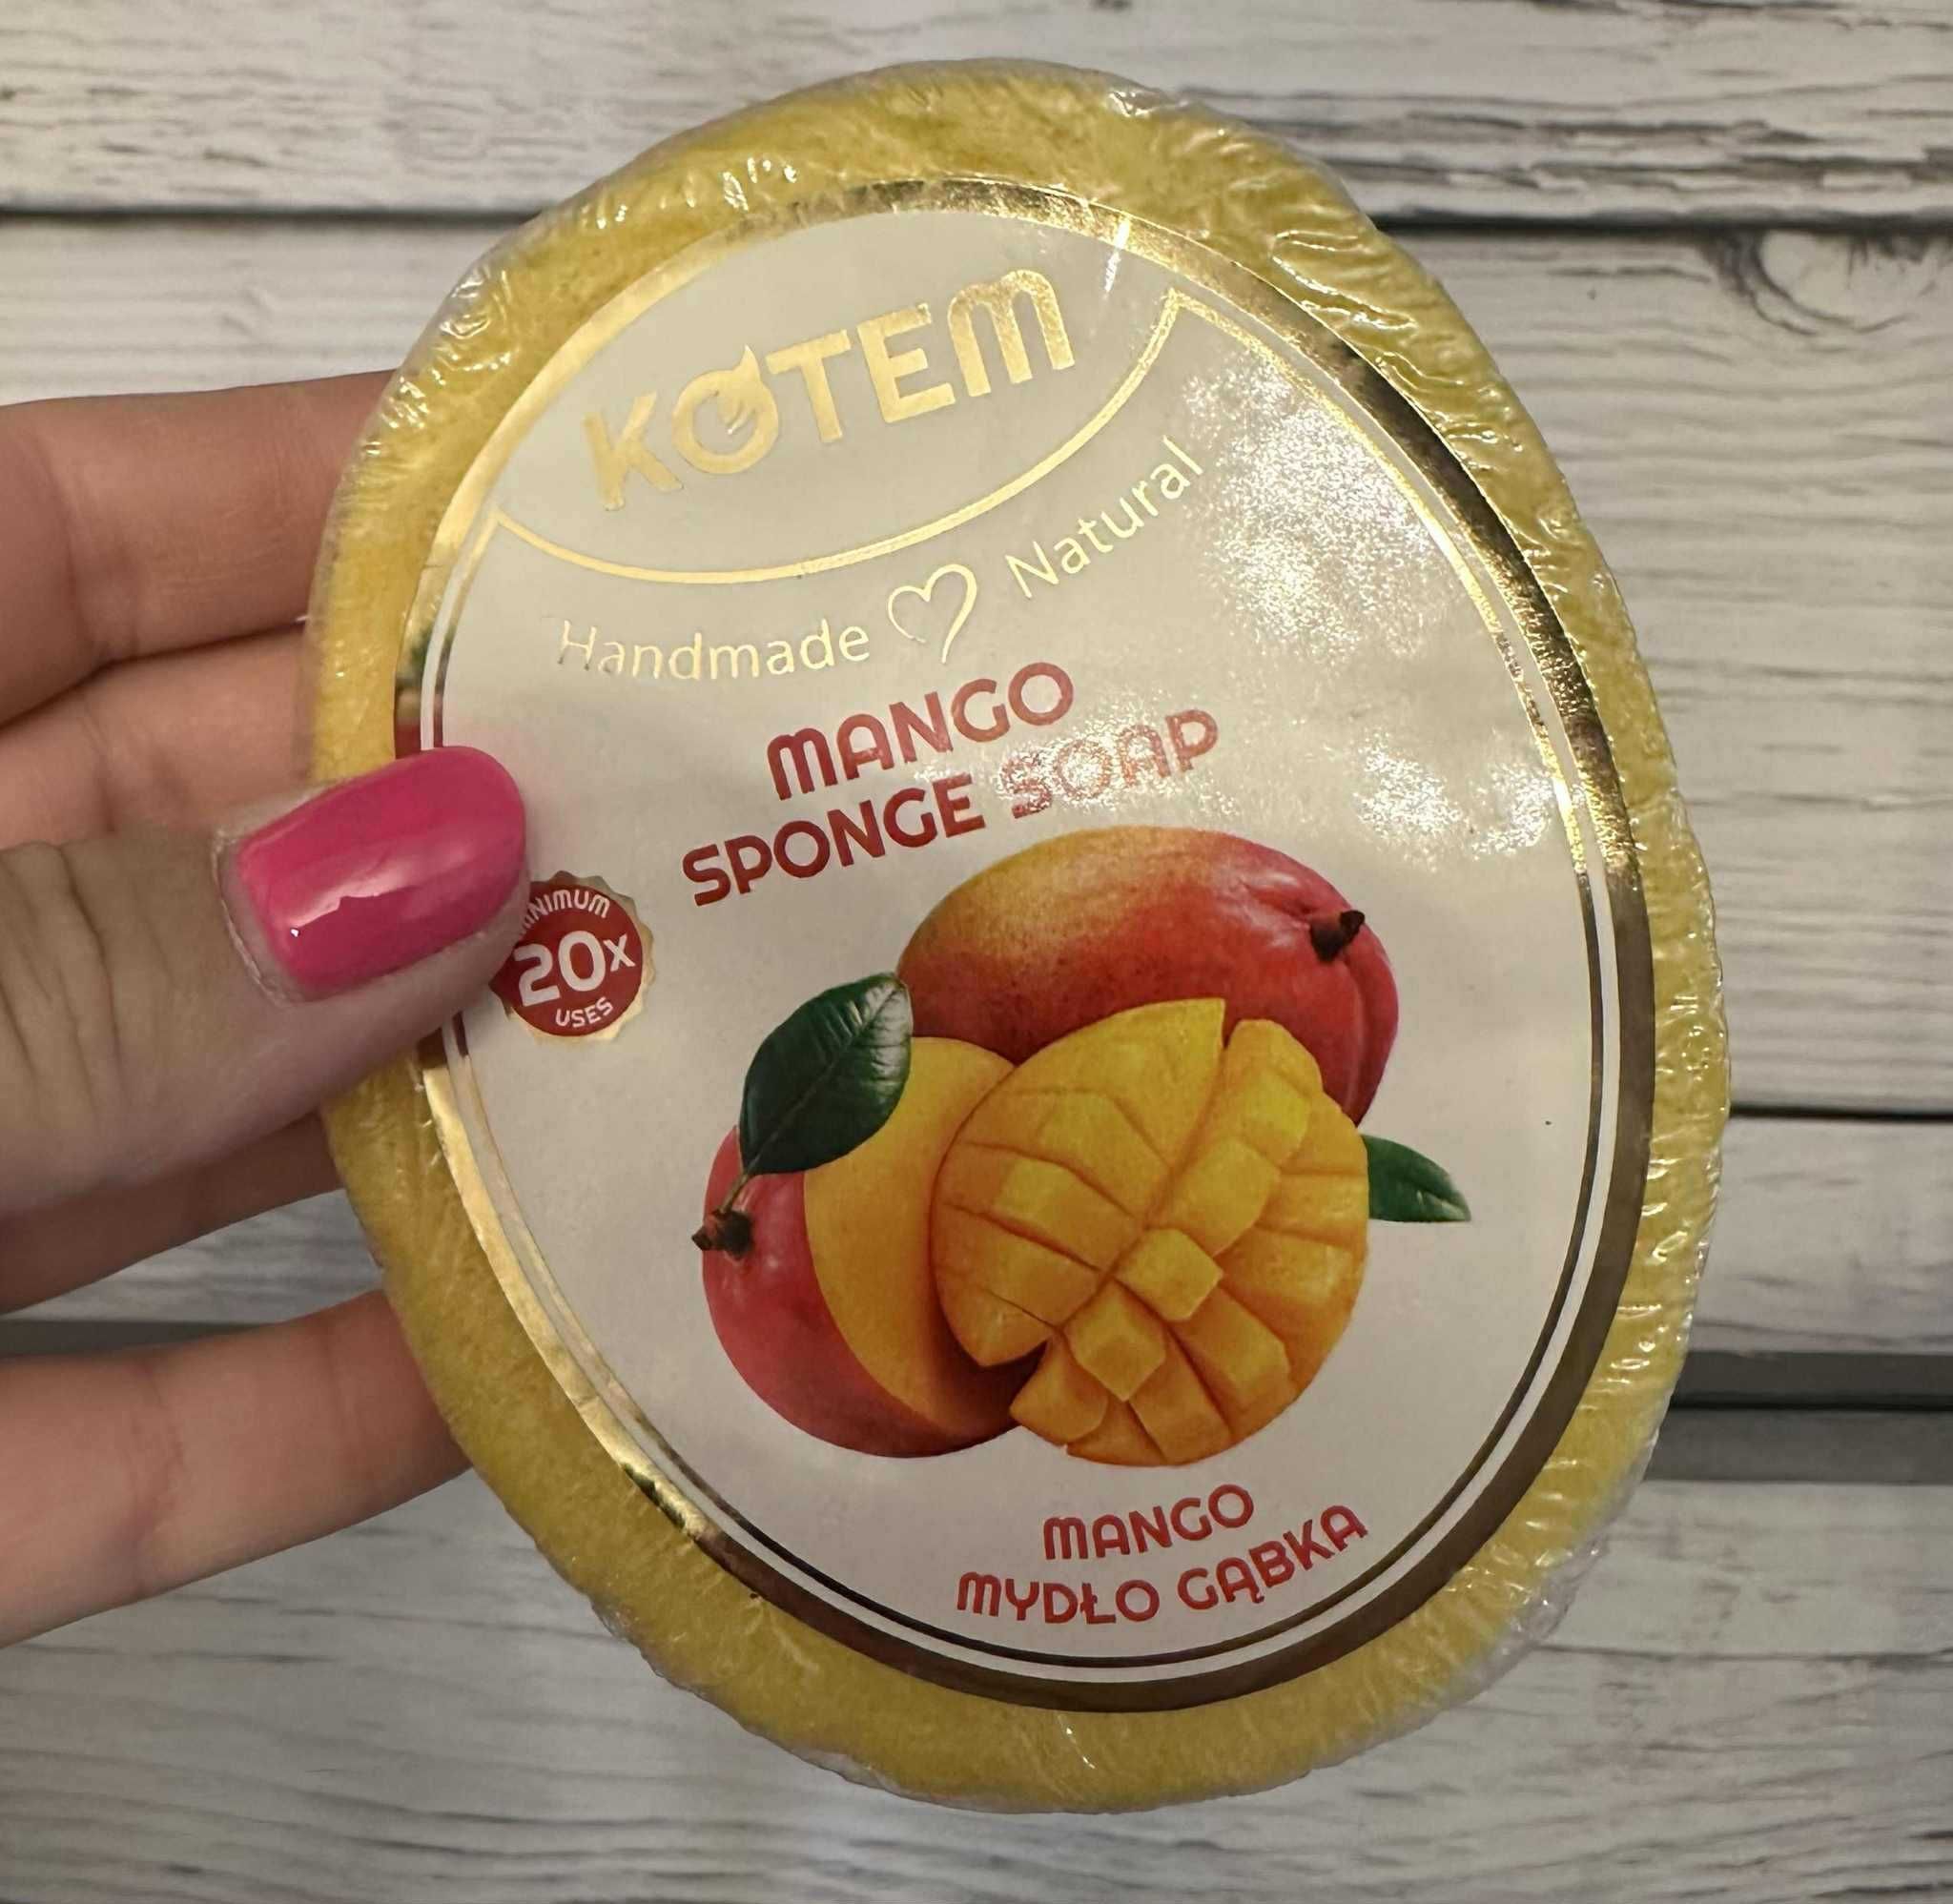 KOTEM
Handmade Natural
MANGO
SPONGE SOAP
20x
USES
MANGO
MYDŁO GĄBKA